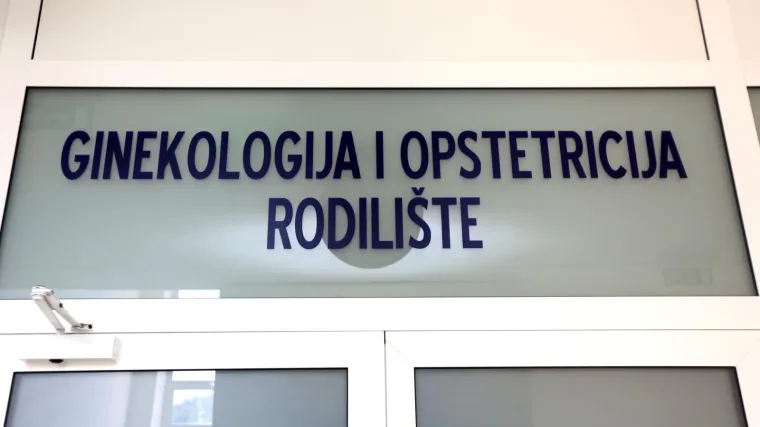 GINEKOLOGIJA I OPSTETRICIJA
RODILIŠTE